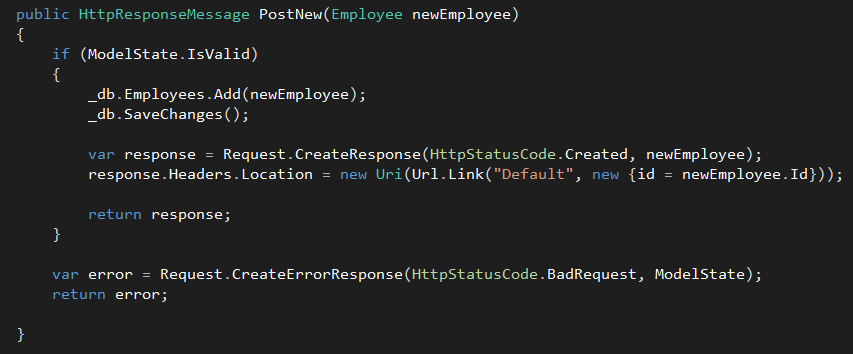 public HttpResponseMessage PostNew(Employee newEmployee)
{
if (ModelState.IsValid)
{
_db.Employees.Add(newEmployee);
_db.SaveChanges();
var response = Request.CreateResponse(HttpStatusCode.Created, newEmployee);
response.Headers.Location = new Uri(Url.Link("Default", new {id = newEmployee.Id}));
return response;
}
var error = Request.CreateErrorResponse(HttpStatusCode.BadRequest, ModelState);
return error;
}